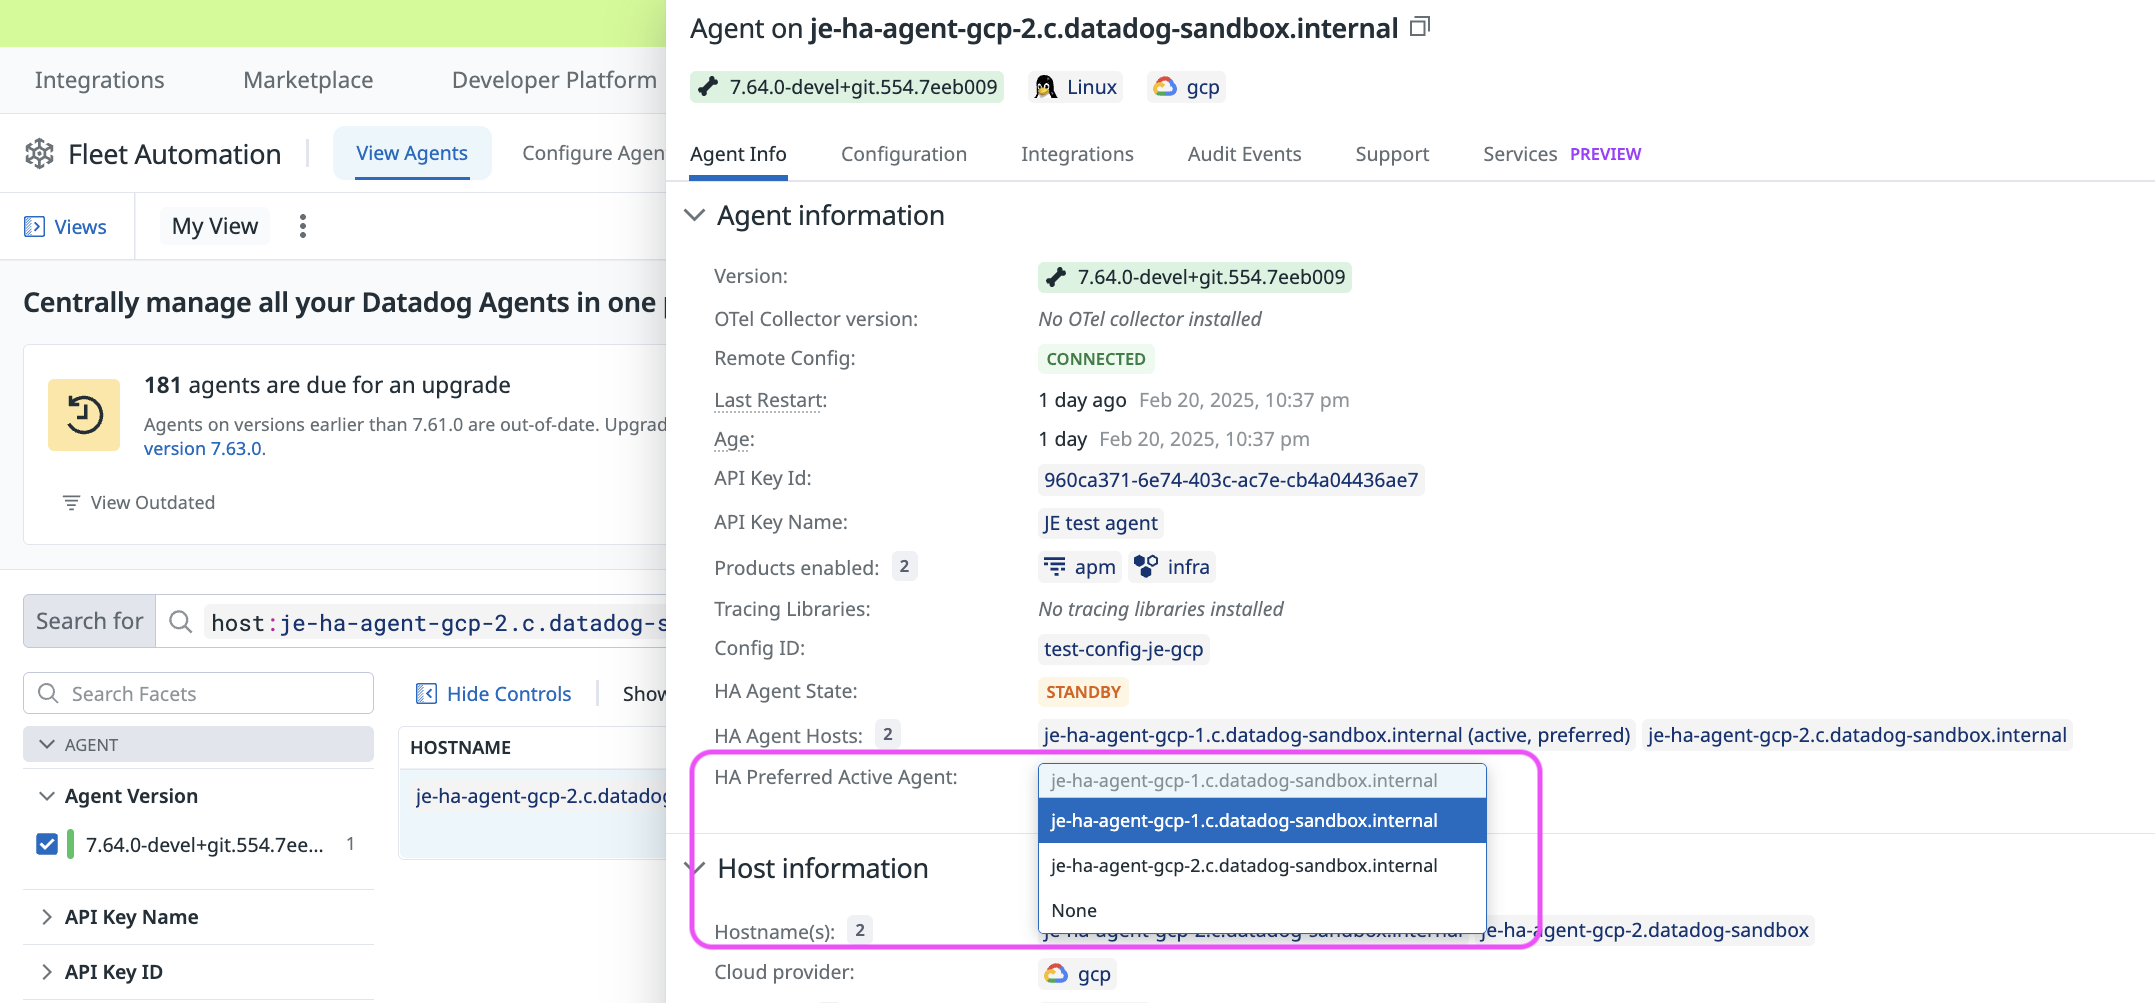 Integrations Marketplace Developer Platform
Fleet Automation View Agents Configure Agen
Views My View
Centrally manage all your Datadog Agents in one
181 agents are due for an upgrade
Agents on versions earlier than 7.61.0 are out-of-date. Upgrad
version 7.63.0.
View Outdated
Search for host:je-ha-agent-gcp-2.c.datadog-s
Search Facets
Hide Controls Show
AGENT
HOSTNAME
Agent Version
je-ha-agent-gcp-2.c.datadog
7.64.0-devel+git.554.7ee... 1
API Key Name
API Key ID
Agent on je-ha-agent-gcp-2.c.datadog-sandbox.internal
7.64.0-devel+git.554.7eeb009 Linux gcp
Agent Info Configuration Integrations Audit Events Support Services PREVIEW
Agent information
Version: 7.64.0-devel+git.554.7eeb009
OTel Collector version: No OTel collector installed
Remote Config: CONNECTED
Last Restart: 1 day ago Feb 20, 2025, 10:37 pm
Age: 1 day Feb 20, 2025, 10:37 pm
API Key Id: 960ca371-6e74-403c-ac7e-cb4a04436ae7
API Key Name: JE test agent
Products enabled: 2 apm infra
Tracing Libraries: No tracing libraries installed
Config ID: test-config-je-gcp
HA Agent State: STANDBY
HA Agent Hosts: 2 je-ha-agent-gcp-1.c.datadog-sandbox.internal (active, preferred) je-ha-agent-gcp-2.c.datadog-sandbox.internal
HA Preferred Active Agent: je-ha-agent-gcp-1.c.datadog-sandbox.internal
je-ha-agent-gcp-1.c.datadog-sandbox.internal
je-ha-agent-gcp-2.c.datadog-sandbox.internal
None
Host information
Hostname(s): 2 je-ha-agent-gcp-2.c.datadog-sandbox.internal je-ha-agent-gcp-2.datadog-sandbox
Cloud provider: gcp